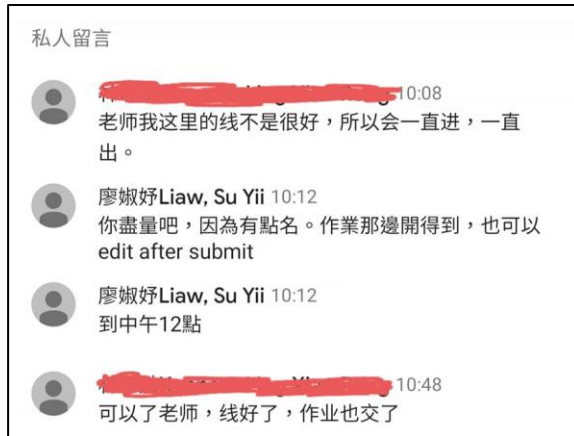 私人留言
10:08
老师我这里的线不是很好，所以会一直进，一直
出。
廖淑妤Liaw, Su Yii 10:12
你盡量吧，因為有點名。作業那邊開得到，也可以
edit after submit
廖淑妤Liaw, Su Yii 10:12
到中午12點
10:48
可以了老师，线好了，作业也交了